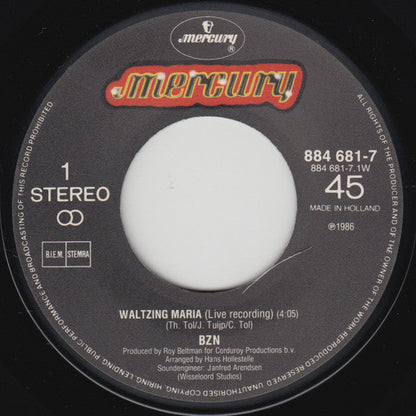 mercury
®
mercury
1
STEREO
884 681-7
884 681-7.1W
45
MADE IN HOLLAND
℗1986
B.I.E.M. STEMRA
WALTZING MARIA (Live recording) (4:05)
(Th. Tol/J. Tuijp/C. Tol)
BZN
Produced by Roy Beltman for Corduroy Productions b.v.
Arranged by Hans Hollestelle
Soundengineer: Janfred Arendsen
(Wisseloord Studios)
ALL RIGHTS OF THE PRODUCER AND OF THE OWNER OF THE RECORDED WORK RESERVED. UNAUTHORISED COPYING, HIRING, LENDING, PUBLIC PERFORMANCE AND BROADCASTING OF THIS RECORD PROHIBITED